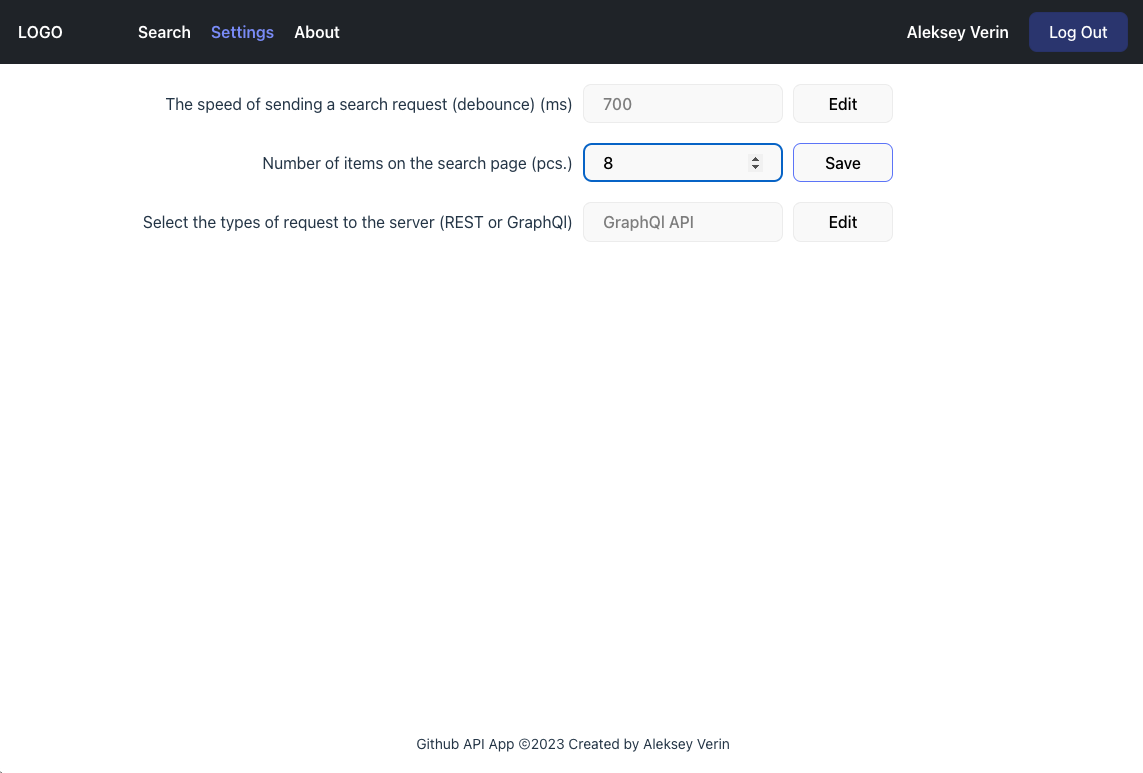 LOGO Search Settings About Aleksey Verin Log Out
The speed of sending a search request (debounce) (ms) 700 Edit
Number of items on the search page (pcs.) 8 Save
Select the types of request to the server (REST or GraphQl) GraphQl API Edit
Github API App ©2023 Created by Aleksey Verin